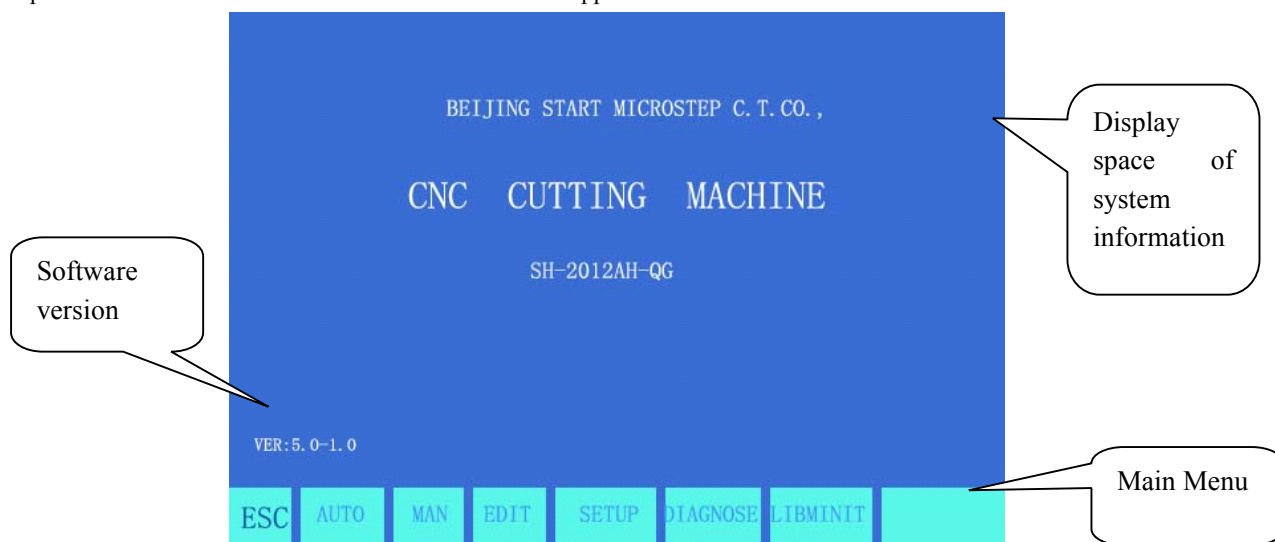 BEIJING START MICROSTEP C.T.CO.,
Display
space of
system
information
CNC CUTTING MACHINE
Software
version
SH-2012AH-QG
VER:5.0-1.0
Main Menu
ESC AUTO MAN EDIT SETUP DIAGNOSE LIBMINIT